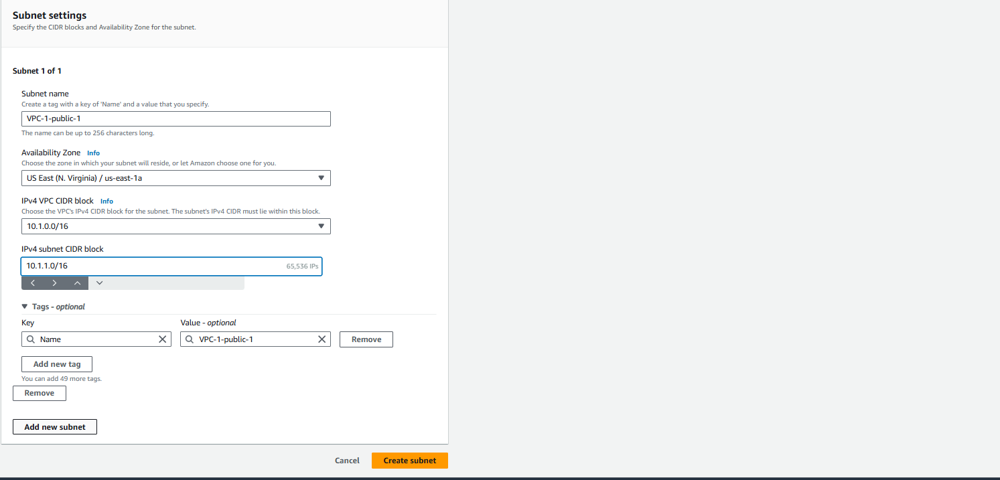 Subnet settings
Specify the CIDR blocks and Availability Zone for the subnet.
Subnet 1 of 1
Subnet name
Create a tag with a key of 'Name' and a value that you specify.
VPC-1-public-1
The name can be up to 256 characters long.
Availability Zone Info
Choose the zone in which your subnet will reside, or let Amazon choose one for you.
US East (N. Virginia) / us-east-1a
IPv4 VPC CIDR block Info
Choose the VPC's IPv4 CIDR block for the subnet. The subnet's IPv4 CIDR must lie within this block.
10.1.0.0/16
IPv4 subnet CIDR block
10.1.1.0/16 65,536 IPs
Tags - optional
Key Value - optional
Name VPC-1-public-1 Remove
Add new tag
You can add 49 more tags.
Remove
Add new subnet
Cancel Create subnet